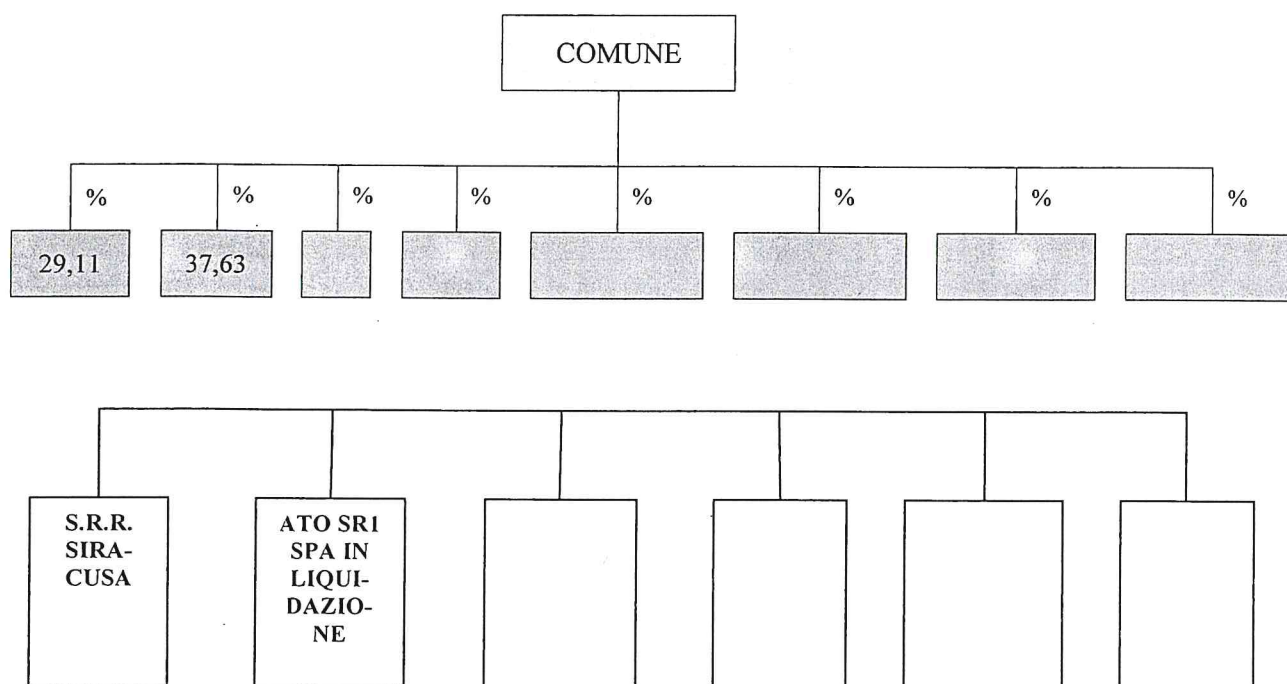 COMUNE
% % % % % % % %
29,11 37,63
S.R.R.
SIRA-
CUSA
ATO SR1
SPA IN
LIQUI-
DAZIO-
NE